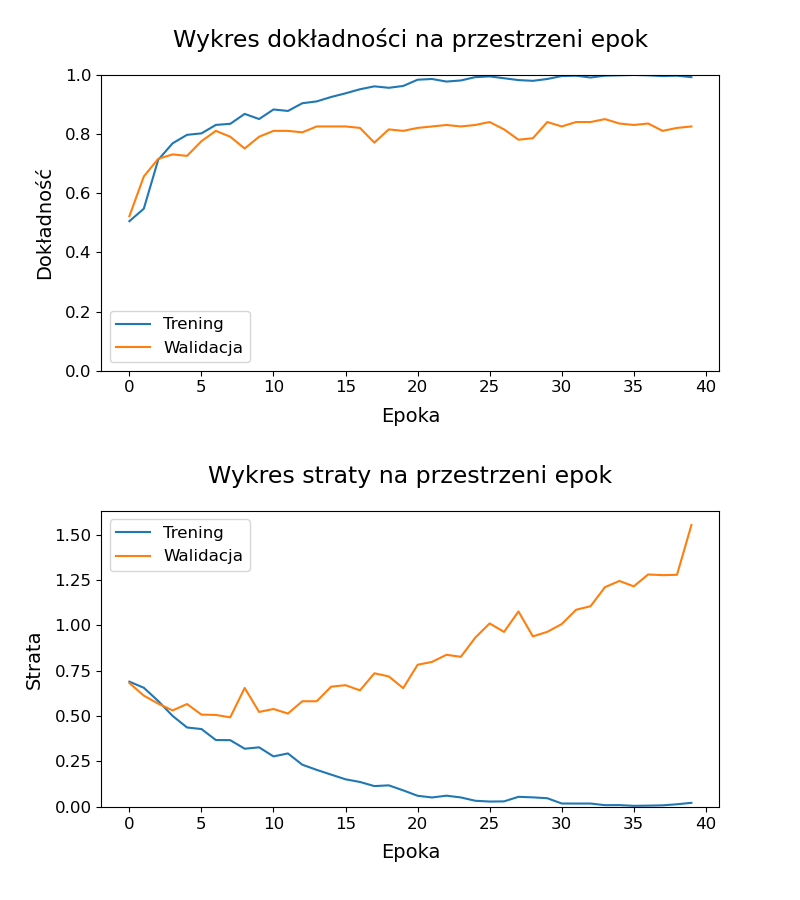 Wykres dokładności na przestrzeni epok
1.0
0.8
0.6
0.4
0.2
0.0
Dokładność
Trening
Walidacja
0 5 10 15 20 25 30 35 40
Epoka
Wykres straty na przestrzeni epok
1.50
1.25
1.00
0.75
0.50
0.25
0.00
Strata
Trening
Walidacja
0 5 10 15 20 25 30 35 40
Epoka